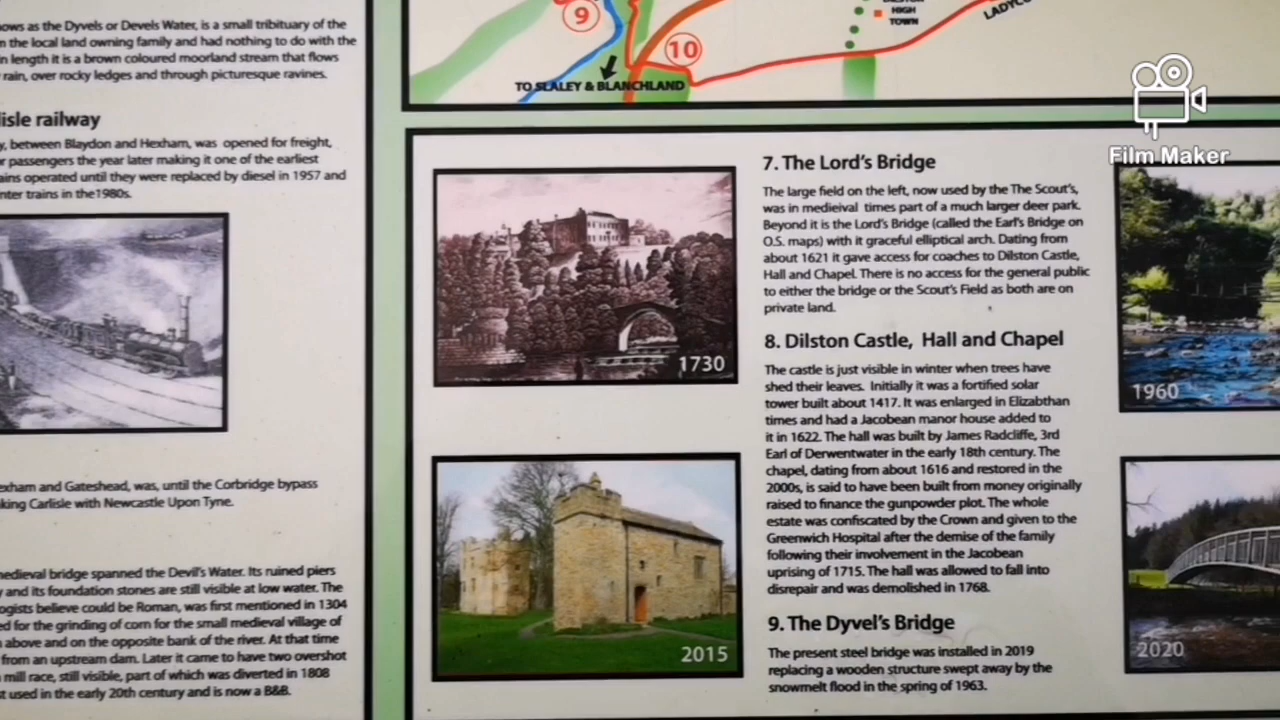 nows as the Dyvels or Devels Water, is a small tributary of the
n the local land owning family and had nothing to do with the
in length it is a brown coloured moorland stream that flows
rain, over rocky ledges and through picturesque ravines.
lisle railway
y, between Blaydon and Hexham, was opened for freight,
r passengers the year later making it one of the earliest
ains operated until they were replaced by diesel in 1957 and
nter trains in the1980s.
exham and Gateshead, was, until the Corbridge bypass
king Carlisle with Newcastle Upon Tyne.
medieval bridge spanned the Devil's Water. Its ruined piers
y and its foundation stones are still visible at low water. The
ogists believe could be Roman, was first mentioned in 1304
ed for the grinding of corn for the small medieval village of
above and on the opposite bank of the river. At that time
from an upstream dam. Later it came to have two overshot
mill race, still visible, part of which was diverted in 1808
t used in the early 20th century and is now a B&B.
9
10
HIGH
TOWN
LADYCO
TO SLALEY & BLANCHLAND
Film Maker
1730
7. The Lord's Bridge
The large field on the left, now used by the The Scout's,
was in medieival times part of a much larger deer park.
Beyond it is the Lord's Bridge (called the Earl's Bridge on
O.S. maps) with it graceful elliptical arch. Dating from
about 1621 it gave access for coaches to Dilston Castle,
Hall and Chapel. There is no access for the general public
to either the bridge or the Scout's Field as both are on
private land.
8. Dilston Castle, Hall and Chapel
The castle is just visible in winter when trees have
shed their leaves. Initially it was a fortified solar
tower built about 1417. It was enlarged in Elizabthan
times and had a Jacobean manor house added to
it in 1622. The hall was built by James Radcliffe, 3rd
Earl of Derwentwater in the early 18th century. The
chapel, dating from about 1616 and restored in the
2000s, is said to have been built from money originally
raised to finance the gunpowder plot. The whole
estate was confiscated by the Crown and given to the
Greenwich Hospital after the demise of the family
following their involvement in the Jacobean
uprising of 1715. The hall was allowed to fall into
disrepair and was demolished in 1768.
2015
9. The Dyvel's Bridge
The present steel bridge was installed in 2019
replacing a wooden structure swept away by the
snowmelt flood in the spring of 1963.
1960
2020